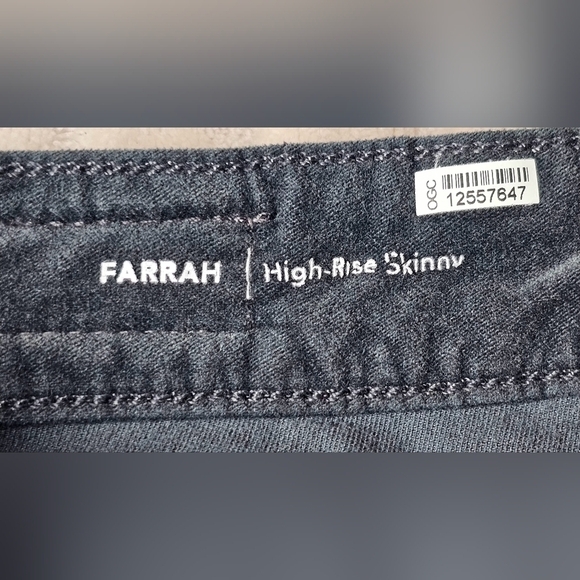 OGC
12557647
FARRAH | High-Rise Skinny